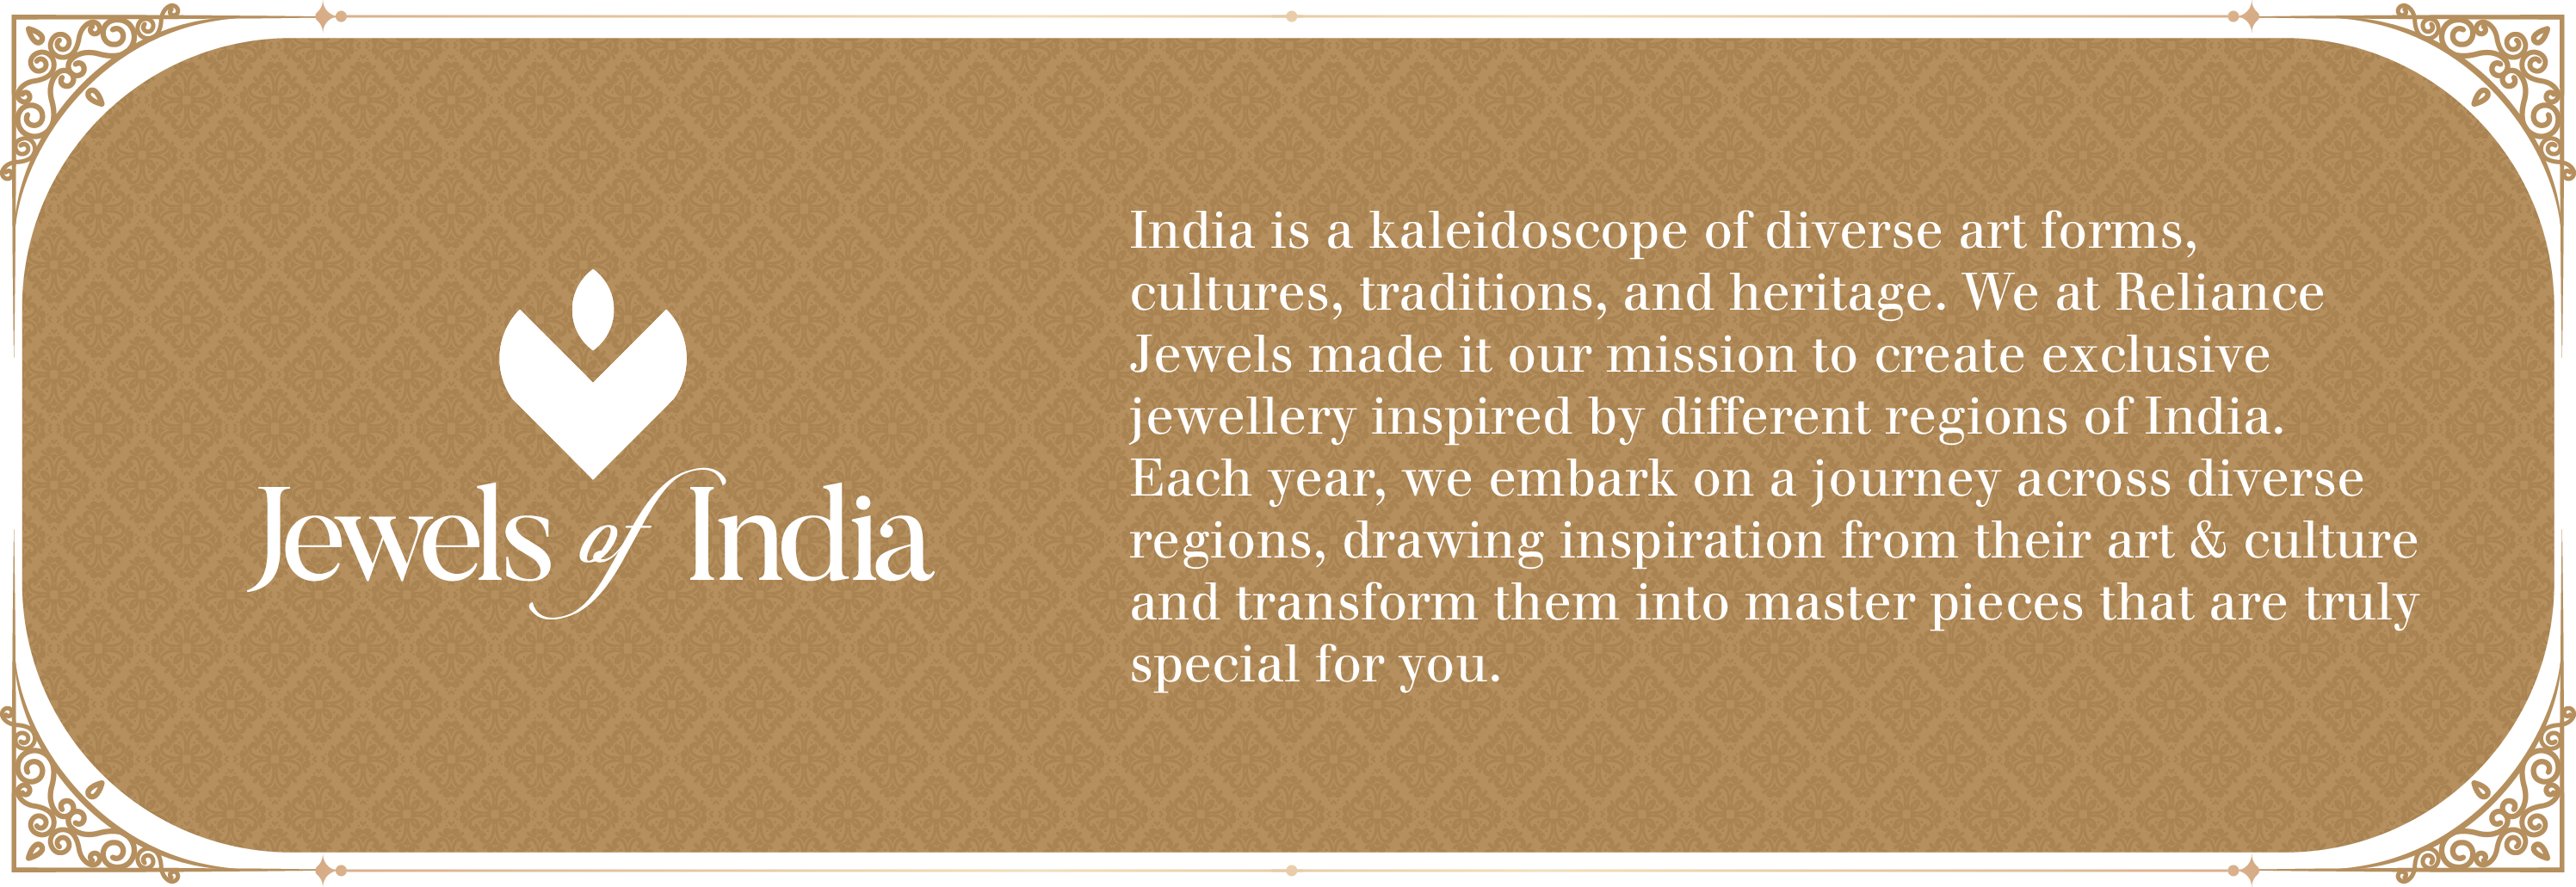 Jewels of India
India is a kaleidoscope of diverse art forms,
cultures, traditions, and heritage. We at Reliance
Jewels made it our mission to create exclusive
jewellery inspired by different regions of India.
Each year, we embark on a journey across diverse
regions, drawing inspiration from their art & culture
and transform them into master pieces that are truly
special for you.